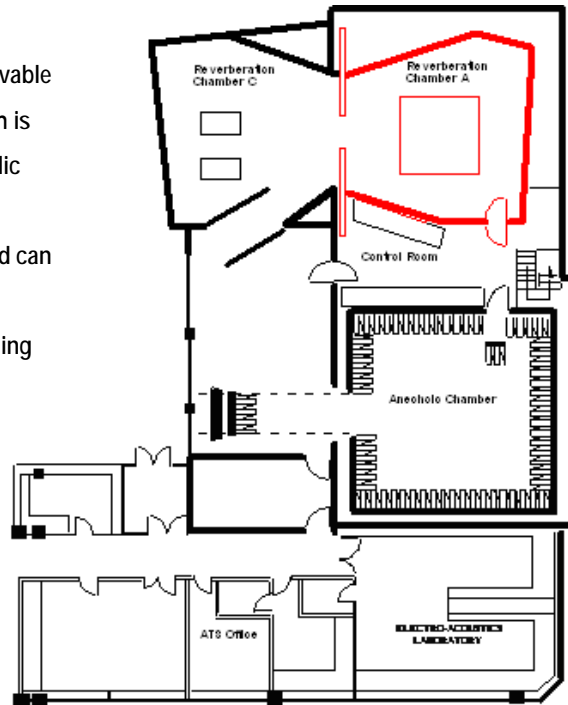 vable
n is
lic
d can
ing
Reverberation
Chamber C
Reverberation
Chamber A
Control Room
Anechoic Chamber
ATS Office
ELECTRO-ACOUSTICS
LABORATORY